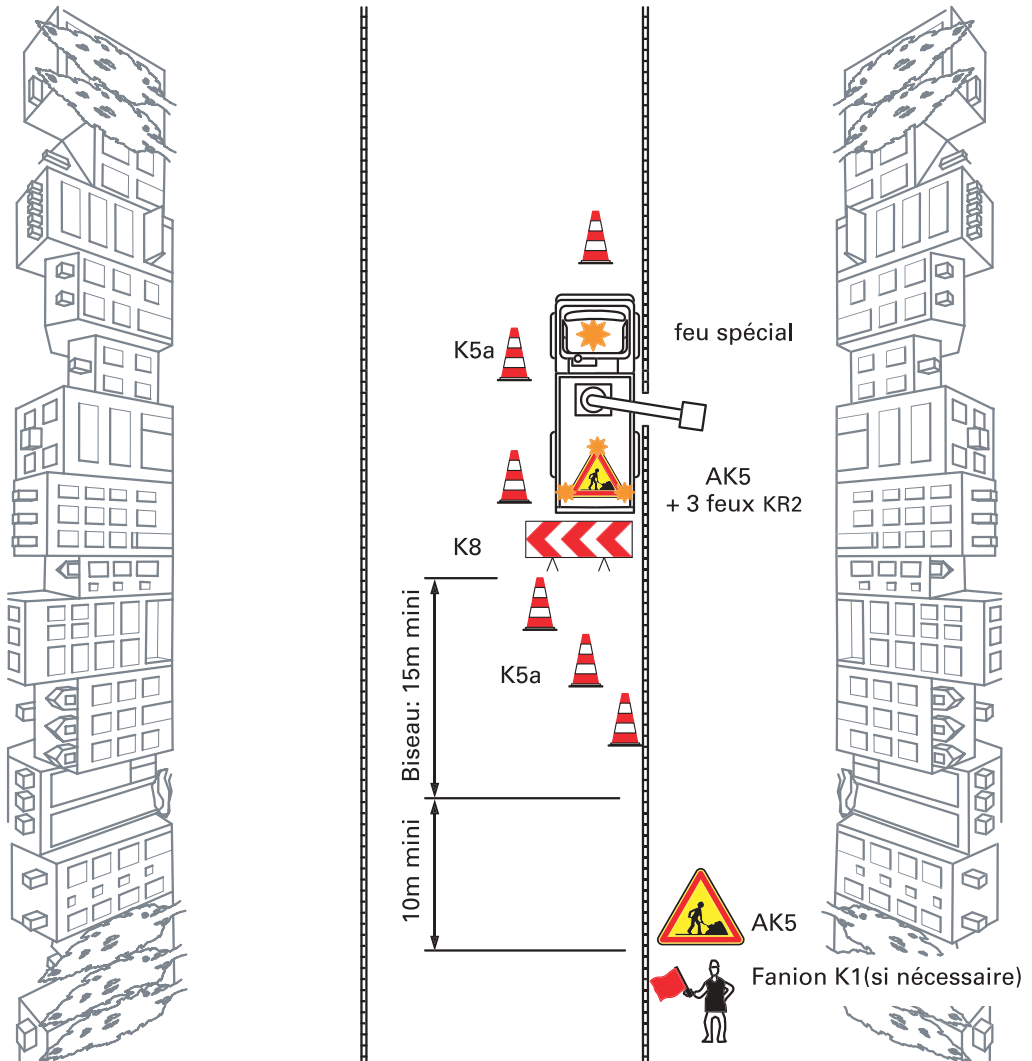 feu spécial
K5a
AK5
+ 3 feux KR2
K8
Biseau: 15m mini
K5a
10m mini
AK5
Fanion K1(si nécessaire)